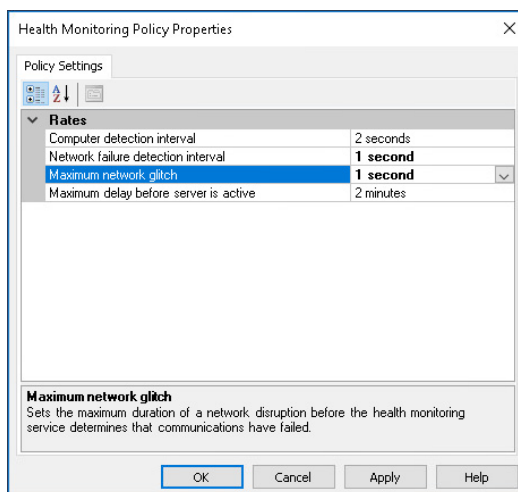 Health Monitoring Policy Properties
Policy Settings
Rates
Computer detection interval 2 seconds
Network failure detection interval 1 second
Maximum network glitch 1 second
Maximum delay before server is active 2 minutes
Maximum network glitch
Sets the maximum duration of a network disruption before the health monitoring
service determines that communications have failed.
OK Cancel Apply Help